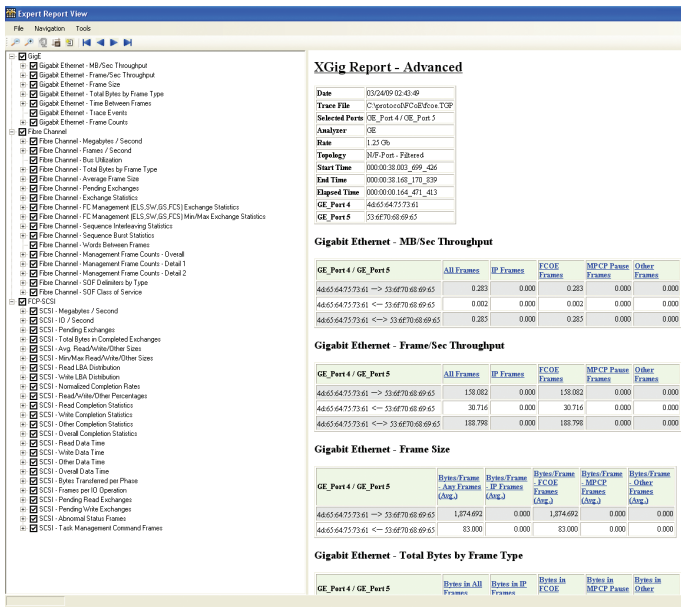 Expert Report View
File Navigation Tools
GigE
Gigabit Ethernet - MB/Sec Throughput
Gigabit Ethernet - Frame/Sec Throughput
Gigabit Ethernet - Frame Size
Gigabit Ethernet - Total Bytes by Frame Type
Gigabit Ethernet - Time Between Frames
Gigabit Ethernet - Trace Events
Gigabit Ethernet - Frame Counts
Fibre Channel
Fibre Channel - Megabytes / Second
Fibre Channel - Frames / Second
Fibre Channel - Bus Utilization
Fibre Channel - Total Bytes by Frame Type
Fibre Channel - Average Frame Size
Fibre Channel - Pending Exchanges
Fibre Channel - Exchange Statistics
Fibre Channel - FC Management (ELS,SW,GS,FCS) Exchange Statistics
Fibre Channel - FC Management (ELS,SW,GS,FCS) Min/Max Exchange Statistics
Fibre Channel - Sequence Interleaving Statistics
Fibre Channel - Sequence Burst Statistics
Fibre Channel - Words Between Frames
Fibre Channel - Management Frame Counts - Overall
Fibre Channel - Management Frame Counts - Detail 1
Fibre Channel - Management Frame Counts - Detail 2
Fibre Channel - SOF Delimiters by Type
Fibre Channel - SOF Class of Service
FCP-SCSI
SCSI - Megabytes / Second
SCSI - IO / Second
SCSI - Pending Exchanges
SCSI - Total Bytes in Completed Exchanges
SCSI - Avg. Read/Write/Other Sizes
SCSI - Min/Max Read/Write/Other Sizes
SCSI - Read LBA Distribution
SCSI - Write LBA Distribution
SCSI - Normalized Completion Rates
SCSI - Read/Write/Other Percentages
SCSI - Read Completion Statistics
SCSI - Write Completion Statistics
SCSI - Other Completion Statistics
SCSI - Overall Completion Statistics
SCSI - Read Data Time
SCSI - Write Data Time
SCSI - Other Data Time
SCSI - Overall Data Time
SCSI - Bytes Transferred per Phase
SCSI - Frames per IO Operation
SCSI - Pending Read Exchanges
SCSI - Pending Write Exchanges
SCSI - Abnormal Status Frames
SCSI - Task Management Command Frames
XGig Report - Advanced
Date 03/24/09 02:43:49
Trace File C:\protocol\FCoE\fcoe.TGP
Selected Ports GE_Port 4 / GE_Port 5
Analyzer GE
Rate 1.25 Gb
Topology N/F-Port - Filtered
Start Time 000:00:38.003_699_426
End Time 000:00:38.168_170_839
Elapsed Time 000:00:00.164_471_413
GE_Port 4 4d:65:64:75:73:61
GE_Port 5 53:6f:70:68:69:65
Gigabit Ethernet - MB/Sec Throughput
GE_Port 4 / GE_Port 5 All Frames IP Frames FCOE Frames MPCP Pause Frames Other Frames
4d:65:64:75:73:61 --> 53:6f:70:68:69:65 0.283 0.000 0.283 0.000 0.000
4d:65:64:75:73:61 <-- 53:6f:70:68:69:65 0.002 0.000 0.002 0.000 0.000
4d:65:64:75:73:61 <--> 53:6f:70:68:69:65 0.285 0.000 0.285 0.000 0.000
Gigabit Ethernet - Frame/Sec Throughput
GE_Port 4 / GE_Port 5 All Frames IP Frames FCOE Frames MPCP Pause Frames Other Frames
4d:65:64:75:73:61 --> 53:6f:70:68:69:65 158.082 0.000 158.082 0.000 0.000
4d:65:64:75:73:61 <-- 53:6f:70:68:69:65 30.716 0.000 30.716 0.000 0.000
4d:65:64:75:73:61 <--> 53:6f:70:68:69:65 188.798 0.000 188.798 0.000 0.000
Gigabit Ethernet - Frame Size
GE_Port 4 / GE_Port 5 Bytes/Frame - Any Frames (Avg.) Bytes/Frame - IP Frames (Avg.) Bytes/Frame - FCOE Frames (Avg.) Bytes/Frame - MPCP Frames (Avg.) Bytes/Frame - Other Frames (Avg.)
4d:65:64:75:73:61 --> 53:6f:70:68:69:65 1,874.692 0.000 1,874.692 0.000 0.000
4d:65:64:75:73:61 <-- 53:6f:70:68:69:65 83.000 0.000 83.000 0.000 0.000
Gigabit Ethernet - Total Bytes by Frame Type
GE_Port 4 / GE_Port 5 Bytes in All Frames Bytes in IP Frames Bytes in FCOE Bytes in MPCP Pause Bytes in Other